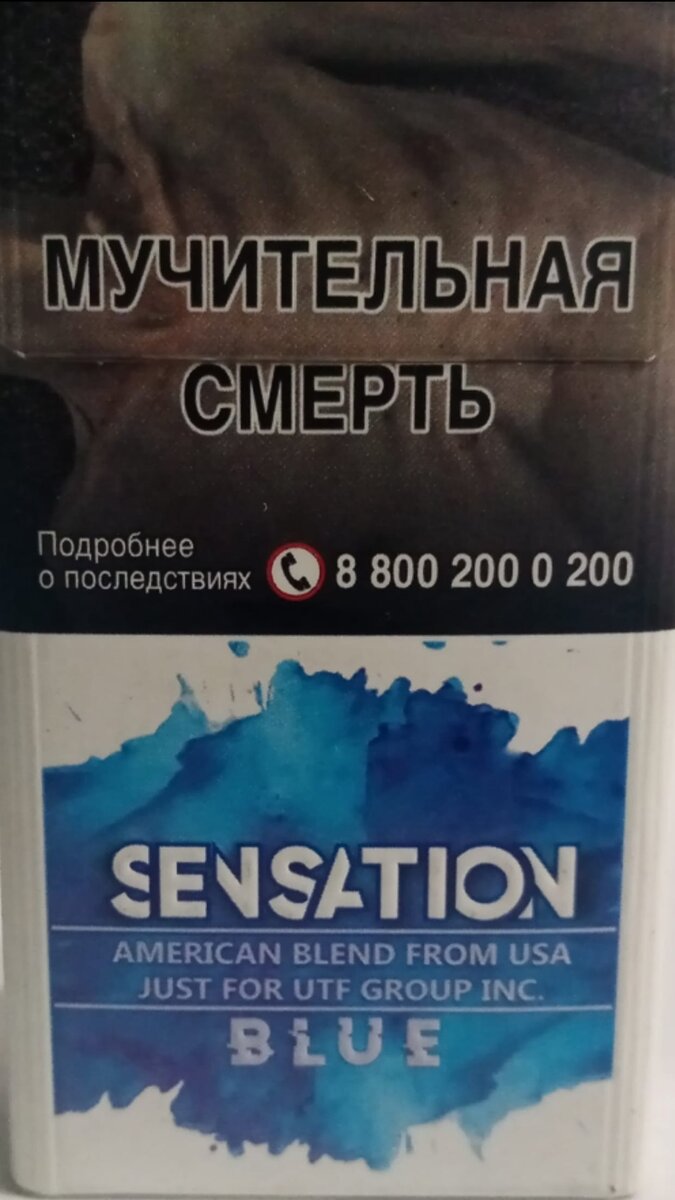 МУЧИТЕЛЬНАЯ
СМЕРТЬ
Подробнее
о последствиях 8 800 200 0 200
SENSATION
AMERICAN BLEND FROM USA
JUST FOR UTF GROUP INC.
BLUE